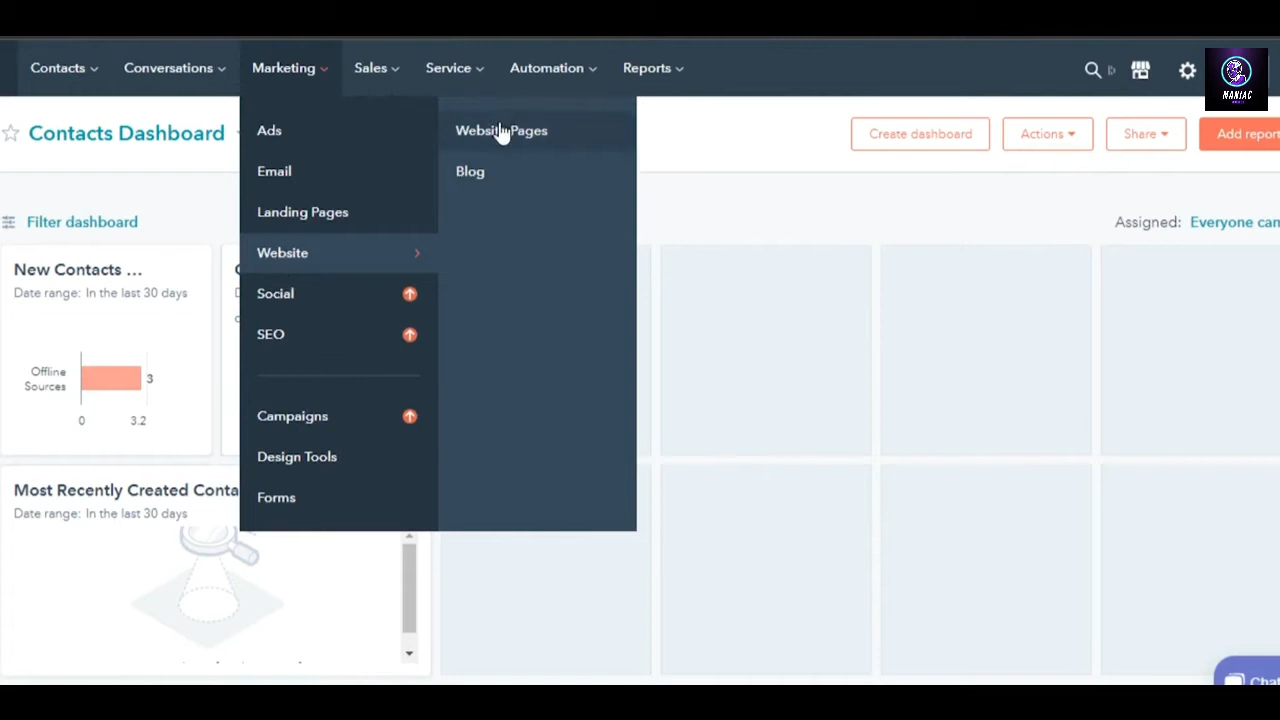 Contacts
Conversations
Marketing
Sales
Service
Automation
Reports
MANIAC
Contacts Dashboard
Create dashboard
Actions
Share
Add report
Ads
Email
Landing Pages
Website
Social
SEO
Campaigns
Design Tools
Forms
Website Pages
Blog
Filter dashboard
Assigned: Everyone can
New Contacts ...
Date range: In the last 30 days
Offline
Sources
3
0
3.2
Most Recently Created Conta
Date range: In the last 30 days
Chat